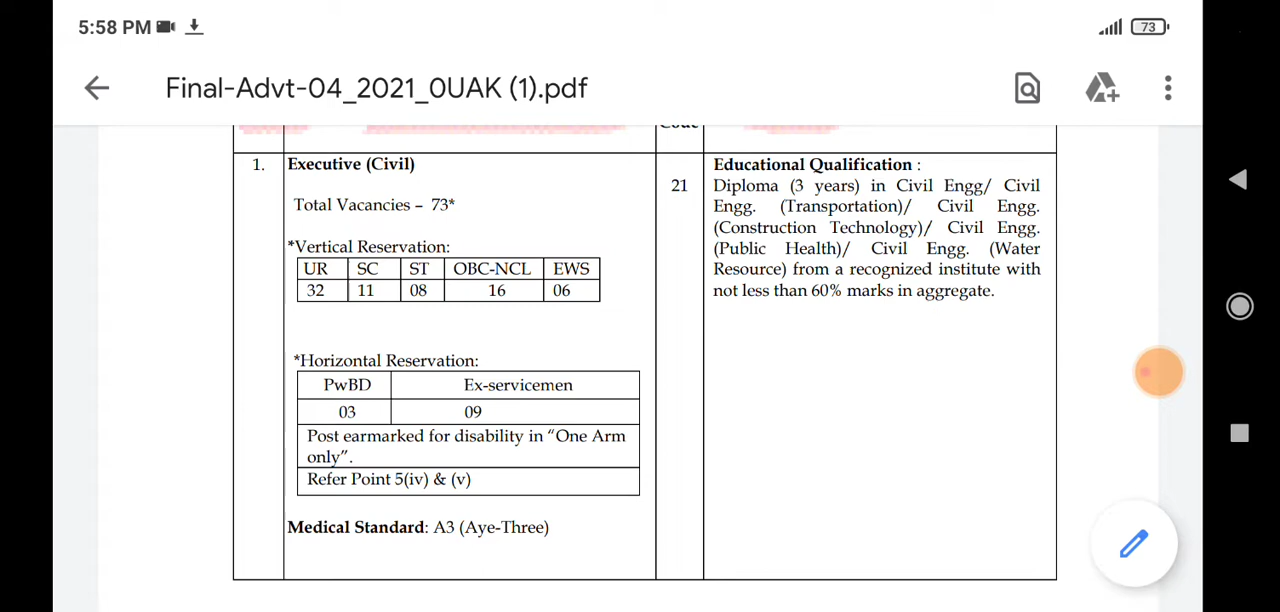 5:58 PM
73
Final-Advt-04_2021_0UAK (1).pdf
Code
1.
Executive (Civil)
Total Vacancies – 73*
*Vertical Reservation:
UR SC ST OBC-NCL EWS
32 11 08 16 06
*Horizontal Reservation:
PwBD Ex-servicemen
03 09
Post earmarked for disability in “One Arm
only”.
Refer Point 5(iv) & (v)
Medical Standard: A3 (Aye-Three)
21
Educational Qualification :
Diploma (3 years) in Civil Engg/ Civil
Engg. (Transportation)/ Civil Engg.
(Construction Technology)/ Civil Engg.
(Public Health)/ Civil Engg. (Water
Resource) from a recognized institute with
not less than 60% marks in aggregate.